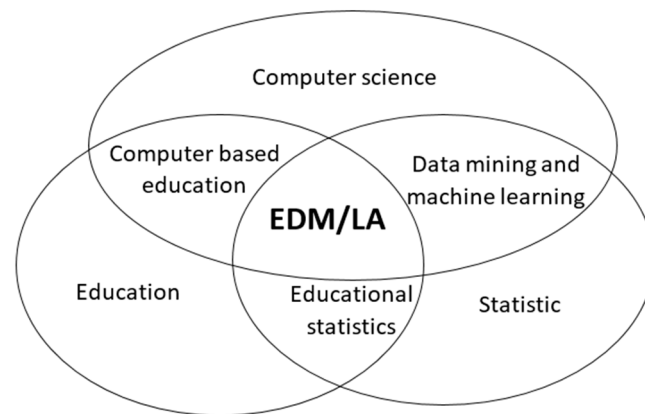 Computer science
Computer based
education
Data mining and
machine learning
EDM/LA
Education
Educational
statistics
Statistic